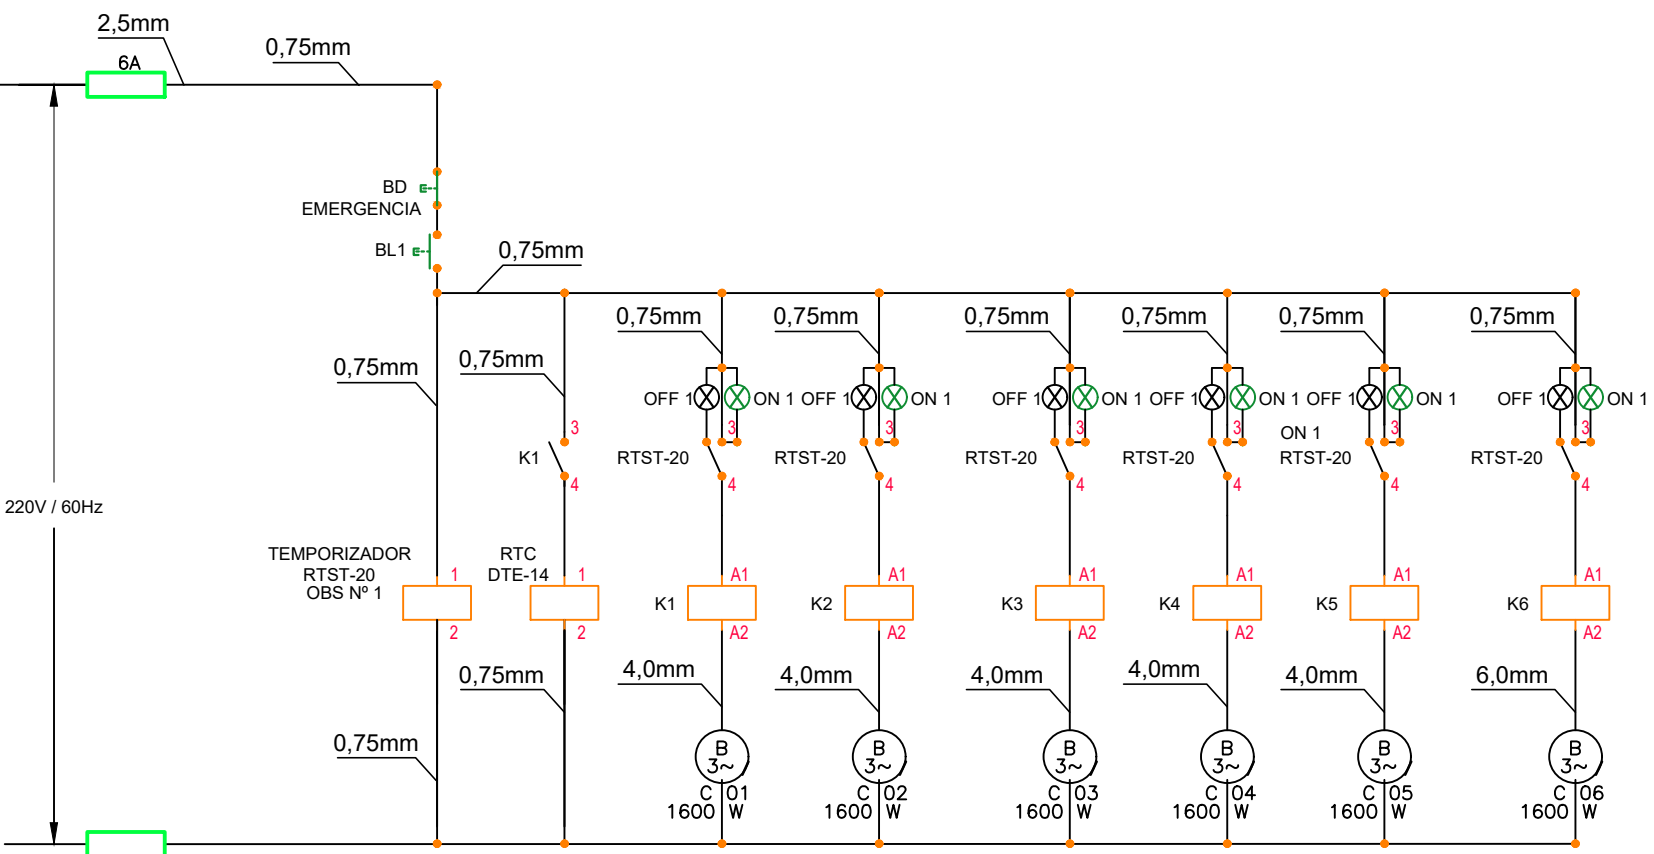 2,5mm
0,75mm
6A
BD
EMERGENCIA
BL1
0,75mm
0,75mm 0,75mm 0,75mm 0,75mm 0,75mm 0,75mm
0,75mm 0,75mm
OFF 1 ON 1 OFF 1 ON 1 OFF 1 ON 1 OFF 1 ON 1 OFF 1 ON 1 OFF 1 ON 1
3 3 3 3 3 3 3
ON 1
K1 RTST-20 RTST-20 RTST-20 RTST-20 RTST-20 RTST-20
4 4 4 4 4 4 4
220V / 60Hz
TEMPORIZADOR RTC
RTST-20 DTE-14
OBS Nº 1
1 1 A1 A1 A1 A1 A1 A1
K1 K2 K3 K4 K5 K6
2 2 A2 A2 A2 A2 A2 A2
0,75mm 4,0mm 4,0mm 4,0mm 4,0mm 4,0mm 6,0mm
0,75mm
B B B B B B
3~ 3~ 3~ 3~ 3~ 3~
C 01 C 02 C 03 C 04 C 05 C 06
1600 W 1600 W 1600 W 1600 W 1600 W 1600 W